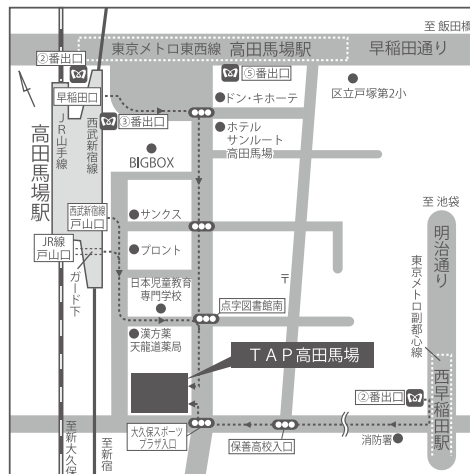 至 飯田橋
②番出口
東京メトロ東西線 高田馬場駅
早稲田通り
⑤番出口
早稲田口
ドン・キホーテ
区立戸塚第2小
③番出口
JR山手線
西武新宿線
高田馬場駅
ホテル
サンルート
高田馬場
BIGBOX
至 池袋
西武新宿線
戸山口
サンクス
明治通り
JR線
戸山口
プロント
東京メトロ副都心線
ガード下
日本児童教育
専門学校
〒
点字図書館南
漢方薬
天龍道薬局
TAP高田馬場
西早稲田駅
②番出口
大久保スポーツ
プラザ入口
保善高校入口
消防署
至新大久保
至新宿